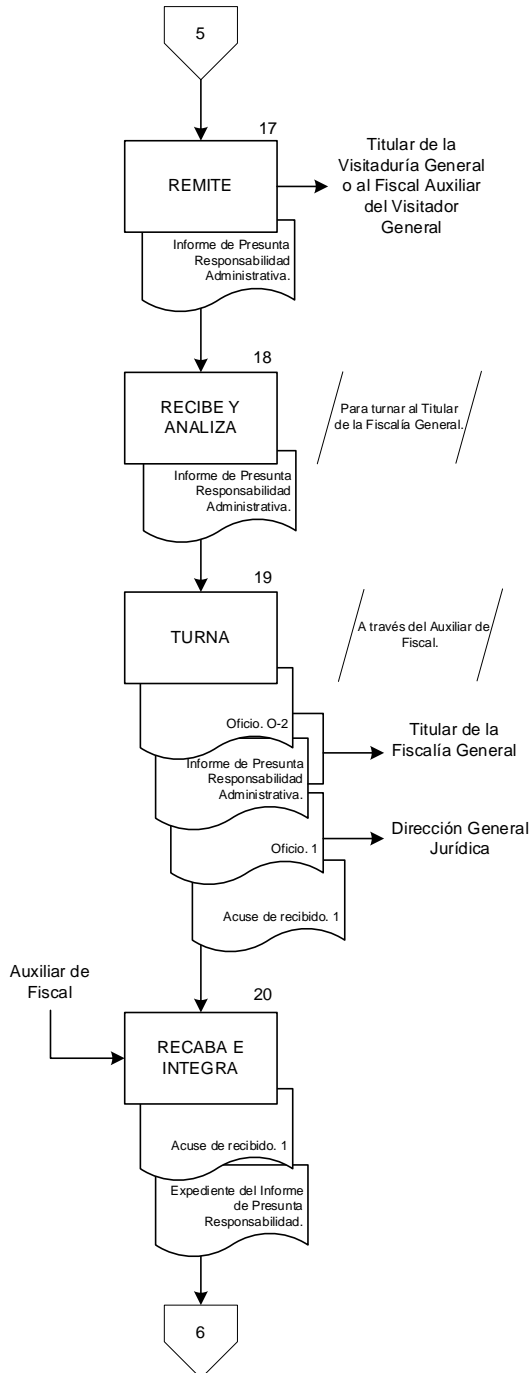 5
17
REMITE
Titular de la
Visitaduría General
o al Fiscal Auxiliar
del Visitador
General
Informe de Presunta
Responsabilidad
Administrativa.
18
RECIBE Y
ANALIZA
Para turnar al Titular
de la Fiscalía General.
Informe de Presunta
Responsabilidad
Administrativa.
19
TURNA
A través del Auxiliar de
Fiscal.
Oficio. O-2
Titular de la
Fiscalía General
Informe de Presunta
Responsabilidad
Administrativa.
Oficio. 1
Dirección General
Jurídica
Acuse de recibido. 1
Auxiliar de
Fiscal
20
RECABA E
INTEGRA
Acuse de recibido. 1
Expediente del Informe
de Presunta
Responsabilidad.
6